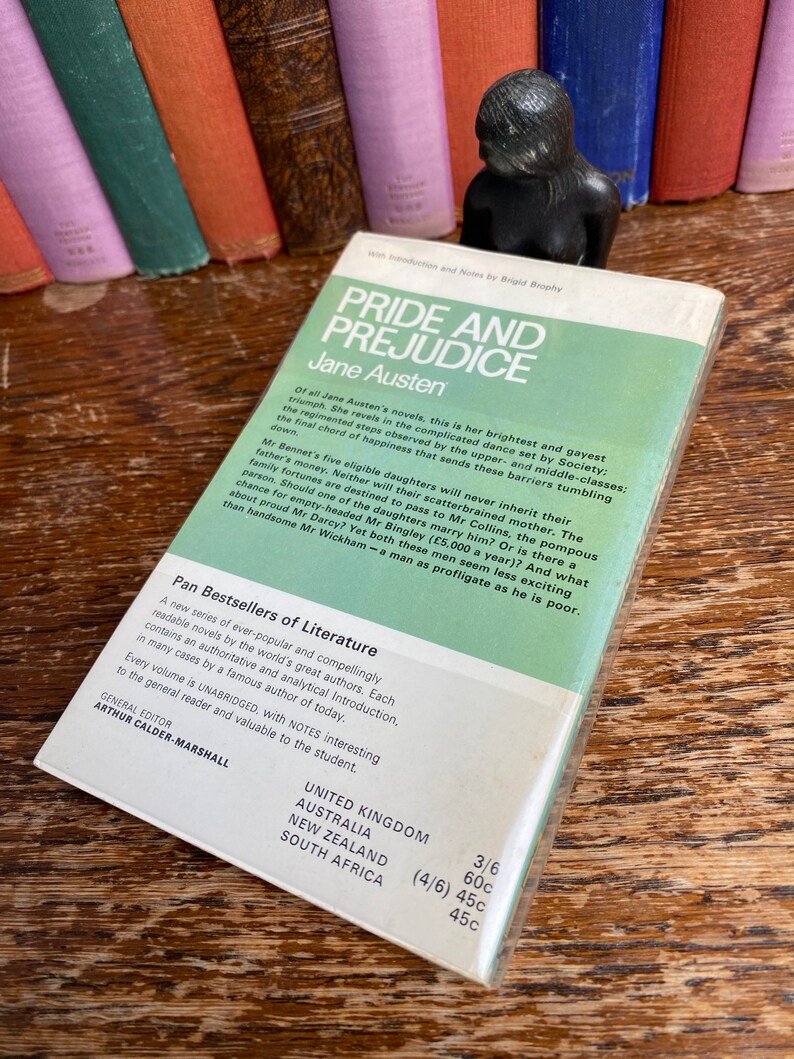 With Introduction and Notes by Brigid Brophy
PRIDE AND
PREJUDICE
Jane Austen
Of all Jane Austen's novels, this is her brightest and gayest
triumph. She revels in the complicated dance set by Society;
the regimented steps observed by the upper- and middle-classes;
the final chord of happiness that sends these barriers tumbling
down.
Mr Bennet's five eligible daughters will never inherit their
father's money. Neither will their scatterbrained mother. The
family fortunes are destined to pass to Mr Collins, the pompous
parson. Should one of the daughters marry him? Or is there a
chance for empty-headed Mr Bingley (£5,000 a year)? And what
about proud Mr Darcy? Yet both these men seem less exciting
than handsome Mr Wickham — a man as profligate as he is poor.
Pan Bestsellers of Literature
A new series of ever-popular and compellingly
readable novels by the world's great authors. Each
contains an authoritative and analytical Introduction,
in many cases by a famous author of today.
Every volume is UNABRIDGED, with NOTES interesting
to the general reader and valuable to the student.
GENERAL EDITOR
ARTHUR CALDER-MARSHALL
UNITED KINGDOM 3/6
AUSTRALIA 60c
NEW ZEALAND (4/6) 45c
SOUTH AFRICA 45c